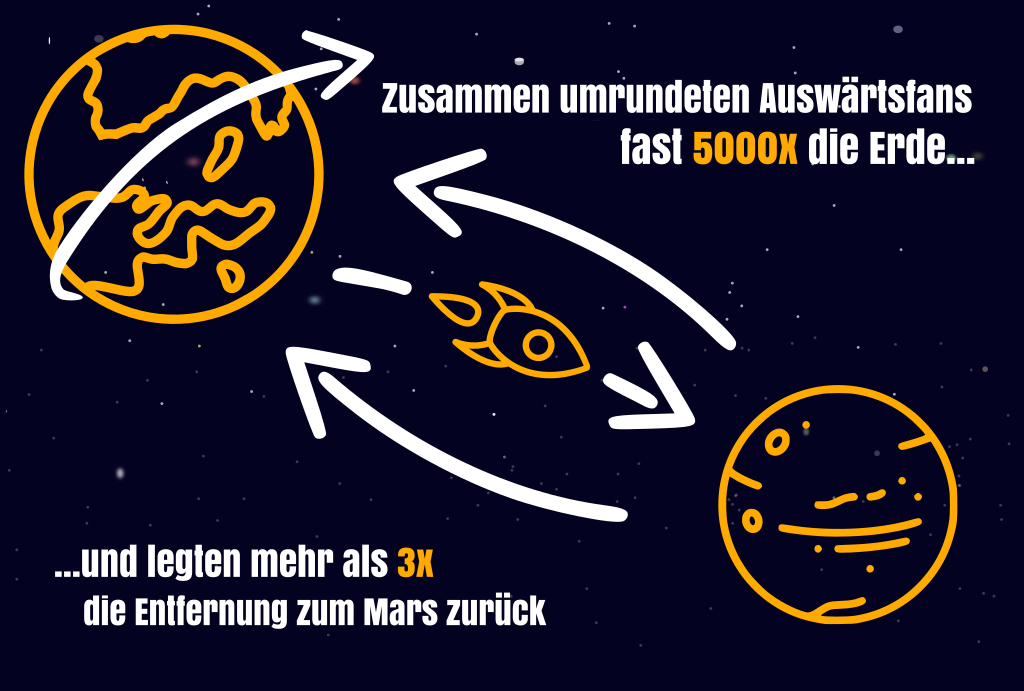 Zusammen umrundeten Auswärtsfans
fast 5000x die Erde...
...und legten mehr als 3x
die Entfernung zum Mars zurück